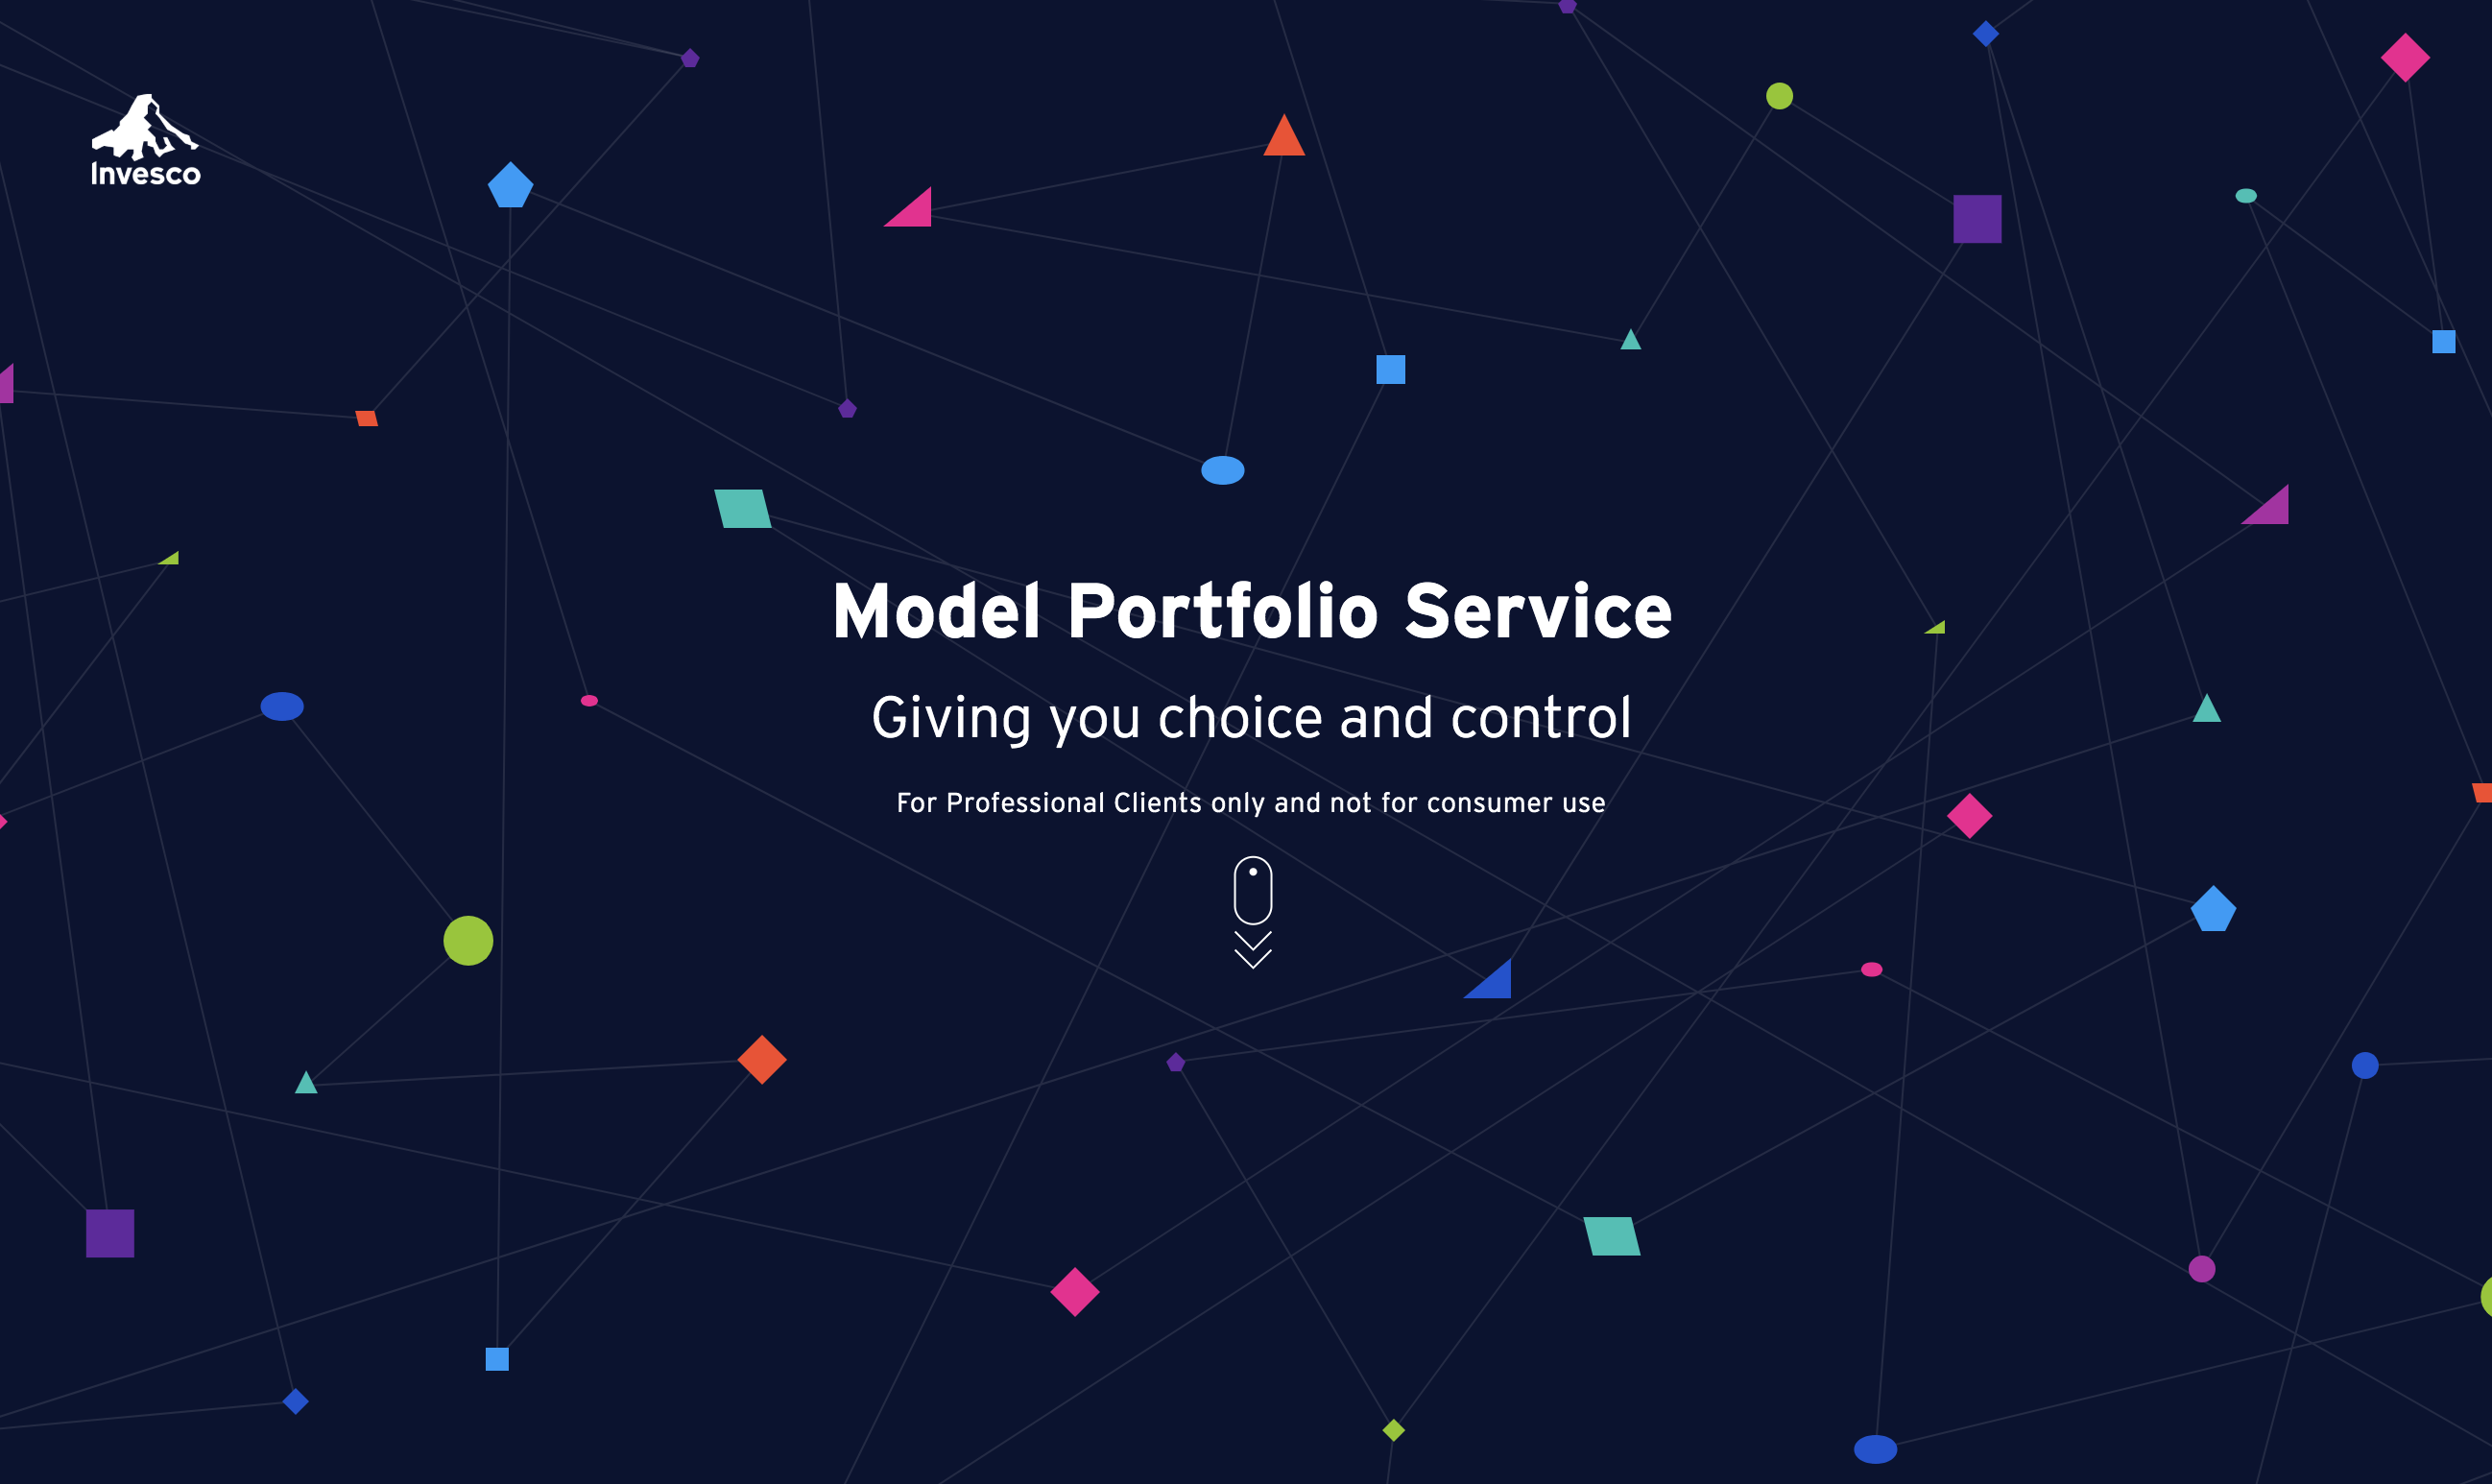 Invesco
Model Portfolio Service
Giving you choice and control
For Professional Clients only and not for consumer use